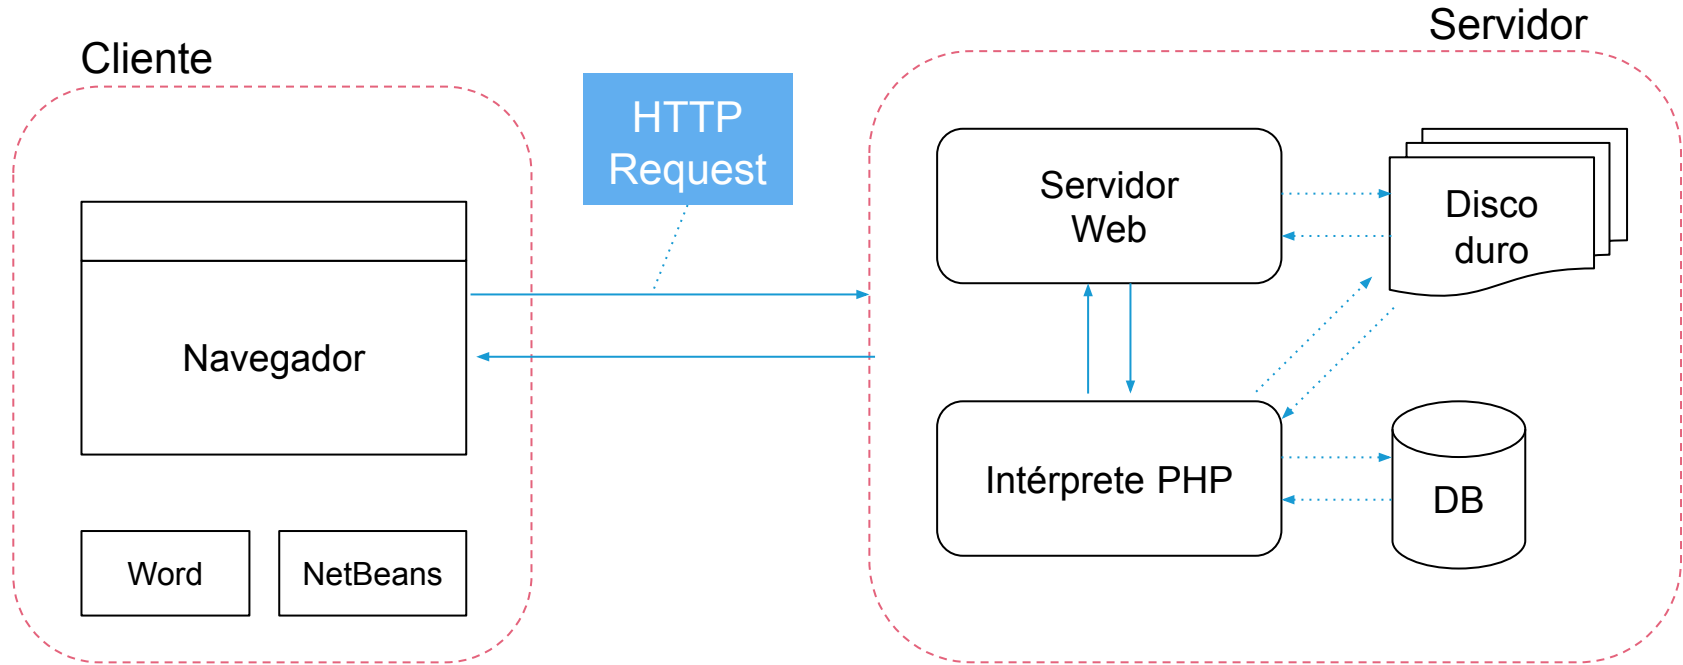 Cliente
Servidor
HTTP
Request
Servidor
Web
Disco
duro
Navegador
Intérprete PHP
DB
Word
NetBeans